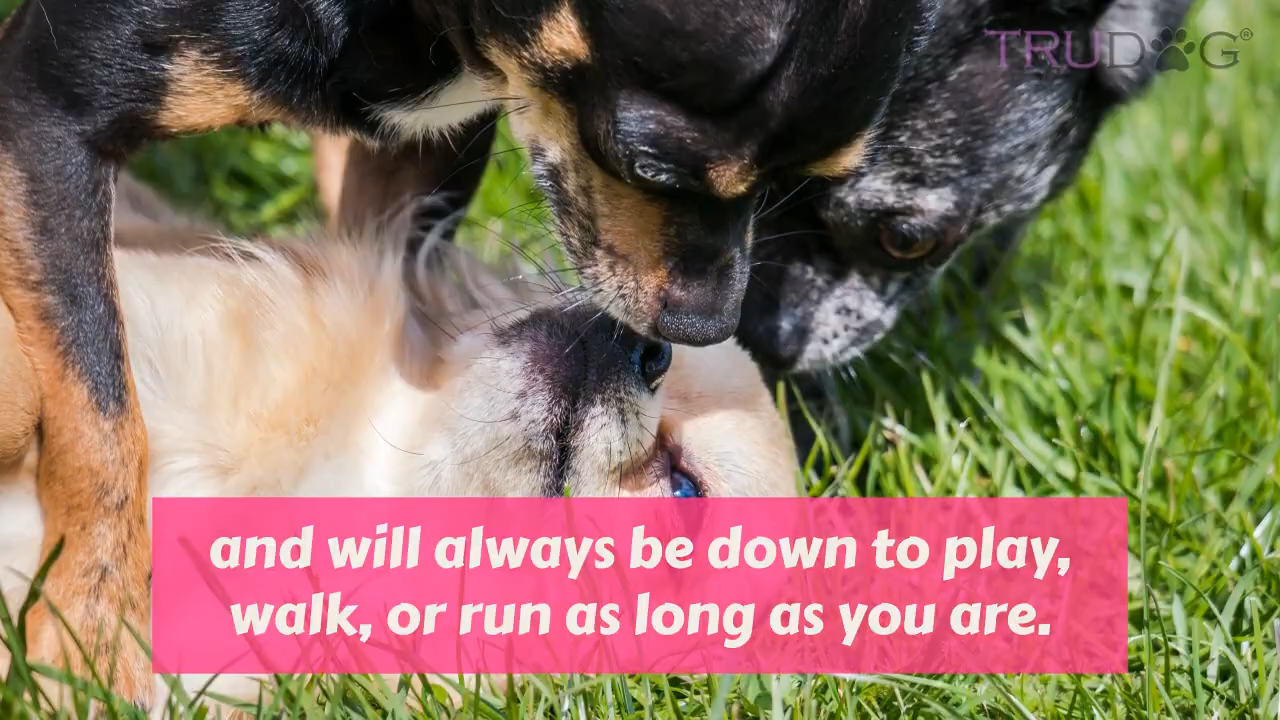 TRUDOG®
and will always be down to play,
walk, or run as long as you are.